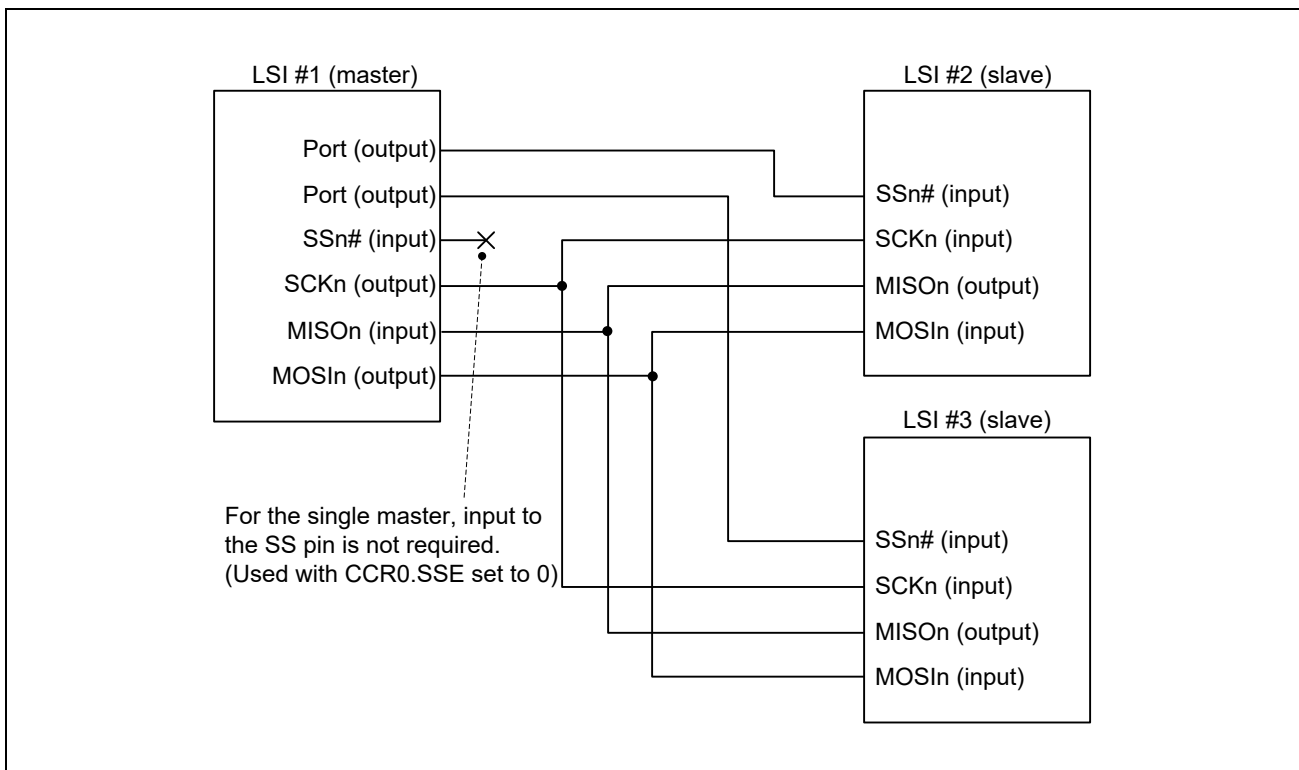 LSI #1 (master)
Port (output)
Port (output)
SSn# (input)
SCKn (output)
MISOn (input)
MOSIn (output)
For the single master, input to
the SS pin is not required.
(Used with CCR0.SSE set to 0)
LSI #2 (slave)
SSn# (input)
SCKn (input)
MISOn (output)
MOSIn (input)
LSI #3 (slave)
SSn# (input)
SCKn (input)
MISOn (output)
MOSIn (input)